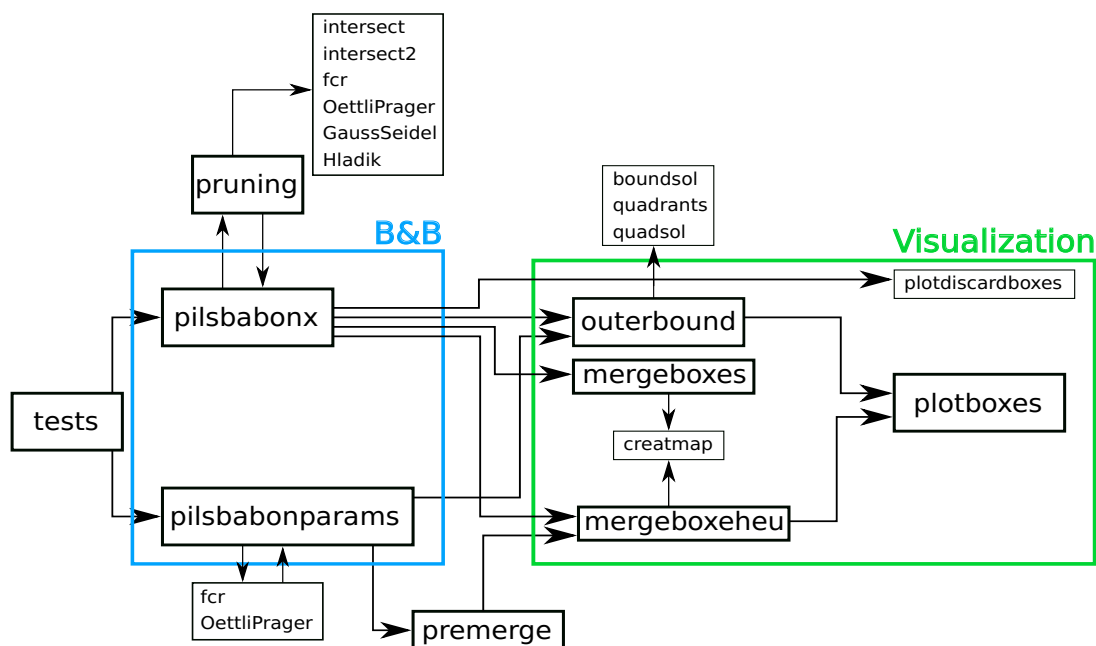 intersect
intersect2
fcr
OettliPrager
GaussSeidel
Hladik
pruning
boundsol
quadrants
quadsol
B&B
Visualization
plotdiscardboxes
pilsbabonx
outerbound
mergeboxes
plotboxes
tests
creatmap
pilsbabonparams
mergeboxeheu
fcr
OettliPrager
premerge